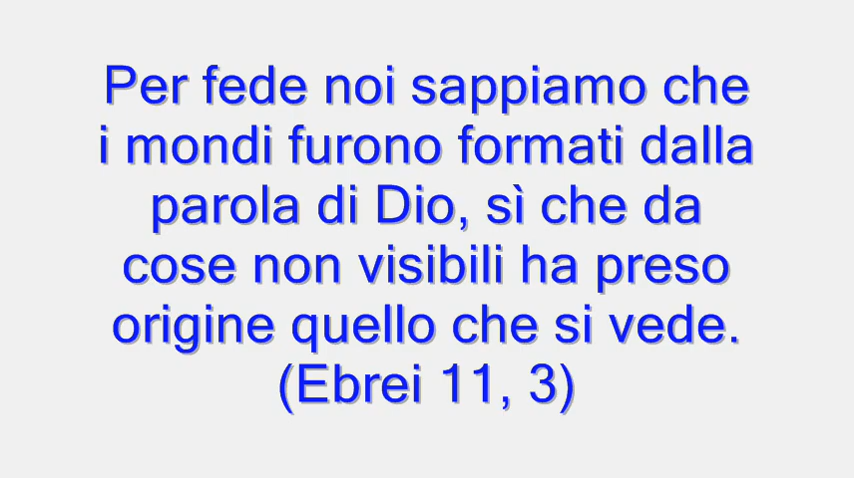 Per fede noi sappiamo che
i mondi furono formati dalla
parola di Dio, sì che da
cose non visibili ha preso
origine quello che si vede.
(Ebrei 11, 3)